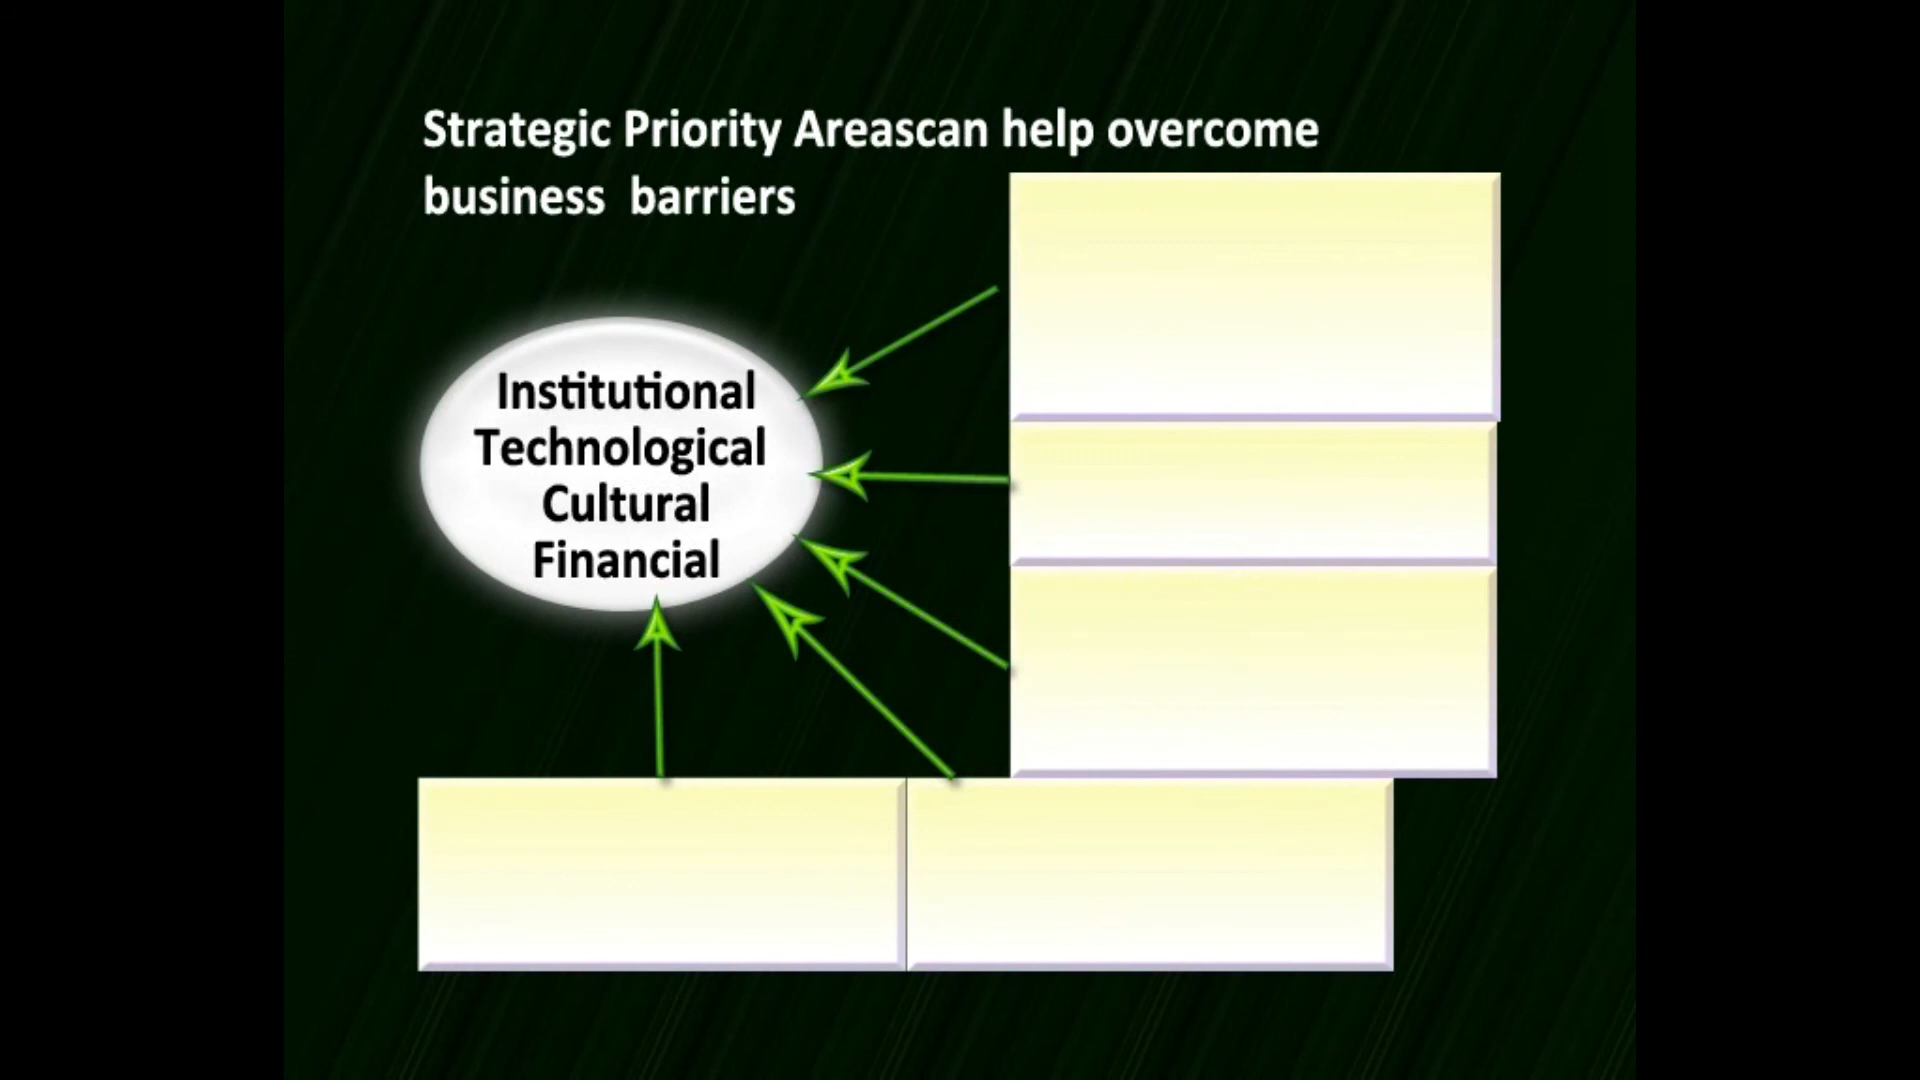 Strategic Priority Areascan help overcome
business barriers
Institutional
Technological
Cultural
Financial